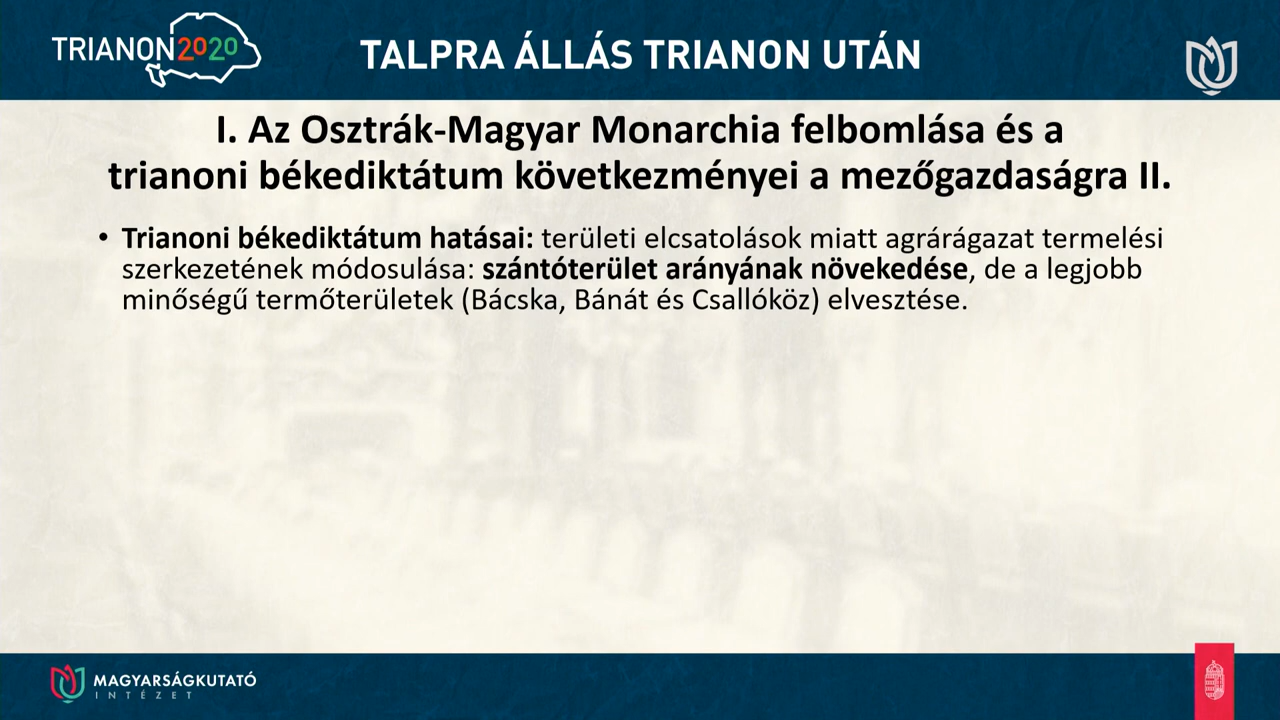 TRIANON2020
TALPRA ÁLLÁS TRIANON UTÁN
I. Az Osztrák-Magyar Monarchia felbomlása és a
trianoni békediktátum következményei a mezőgazdaságra II.
• Trianoni békediktátum hatásai: területi elcsatolások miatt agrárágazat termelési
szerkezetének módosulása: szántóterület arányának növekedése, de a legjobb
minőségű termőterületek (Bácska, Bánát és Csallóköz) elvesztése.
MAGYARSÁGKUTATÓ
INTÉZET